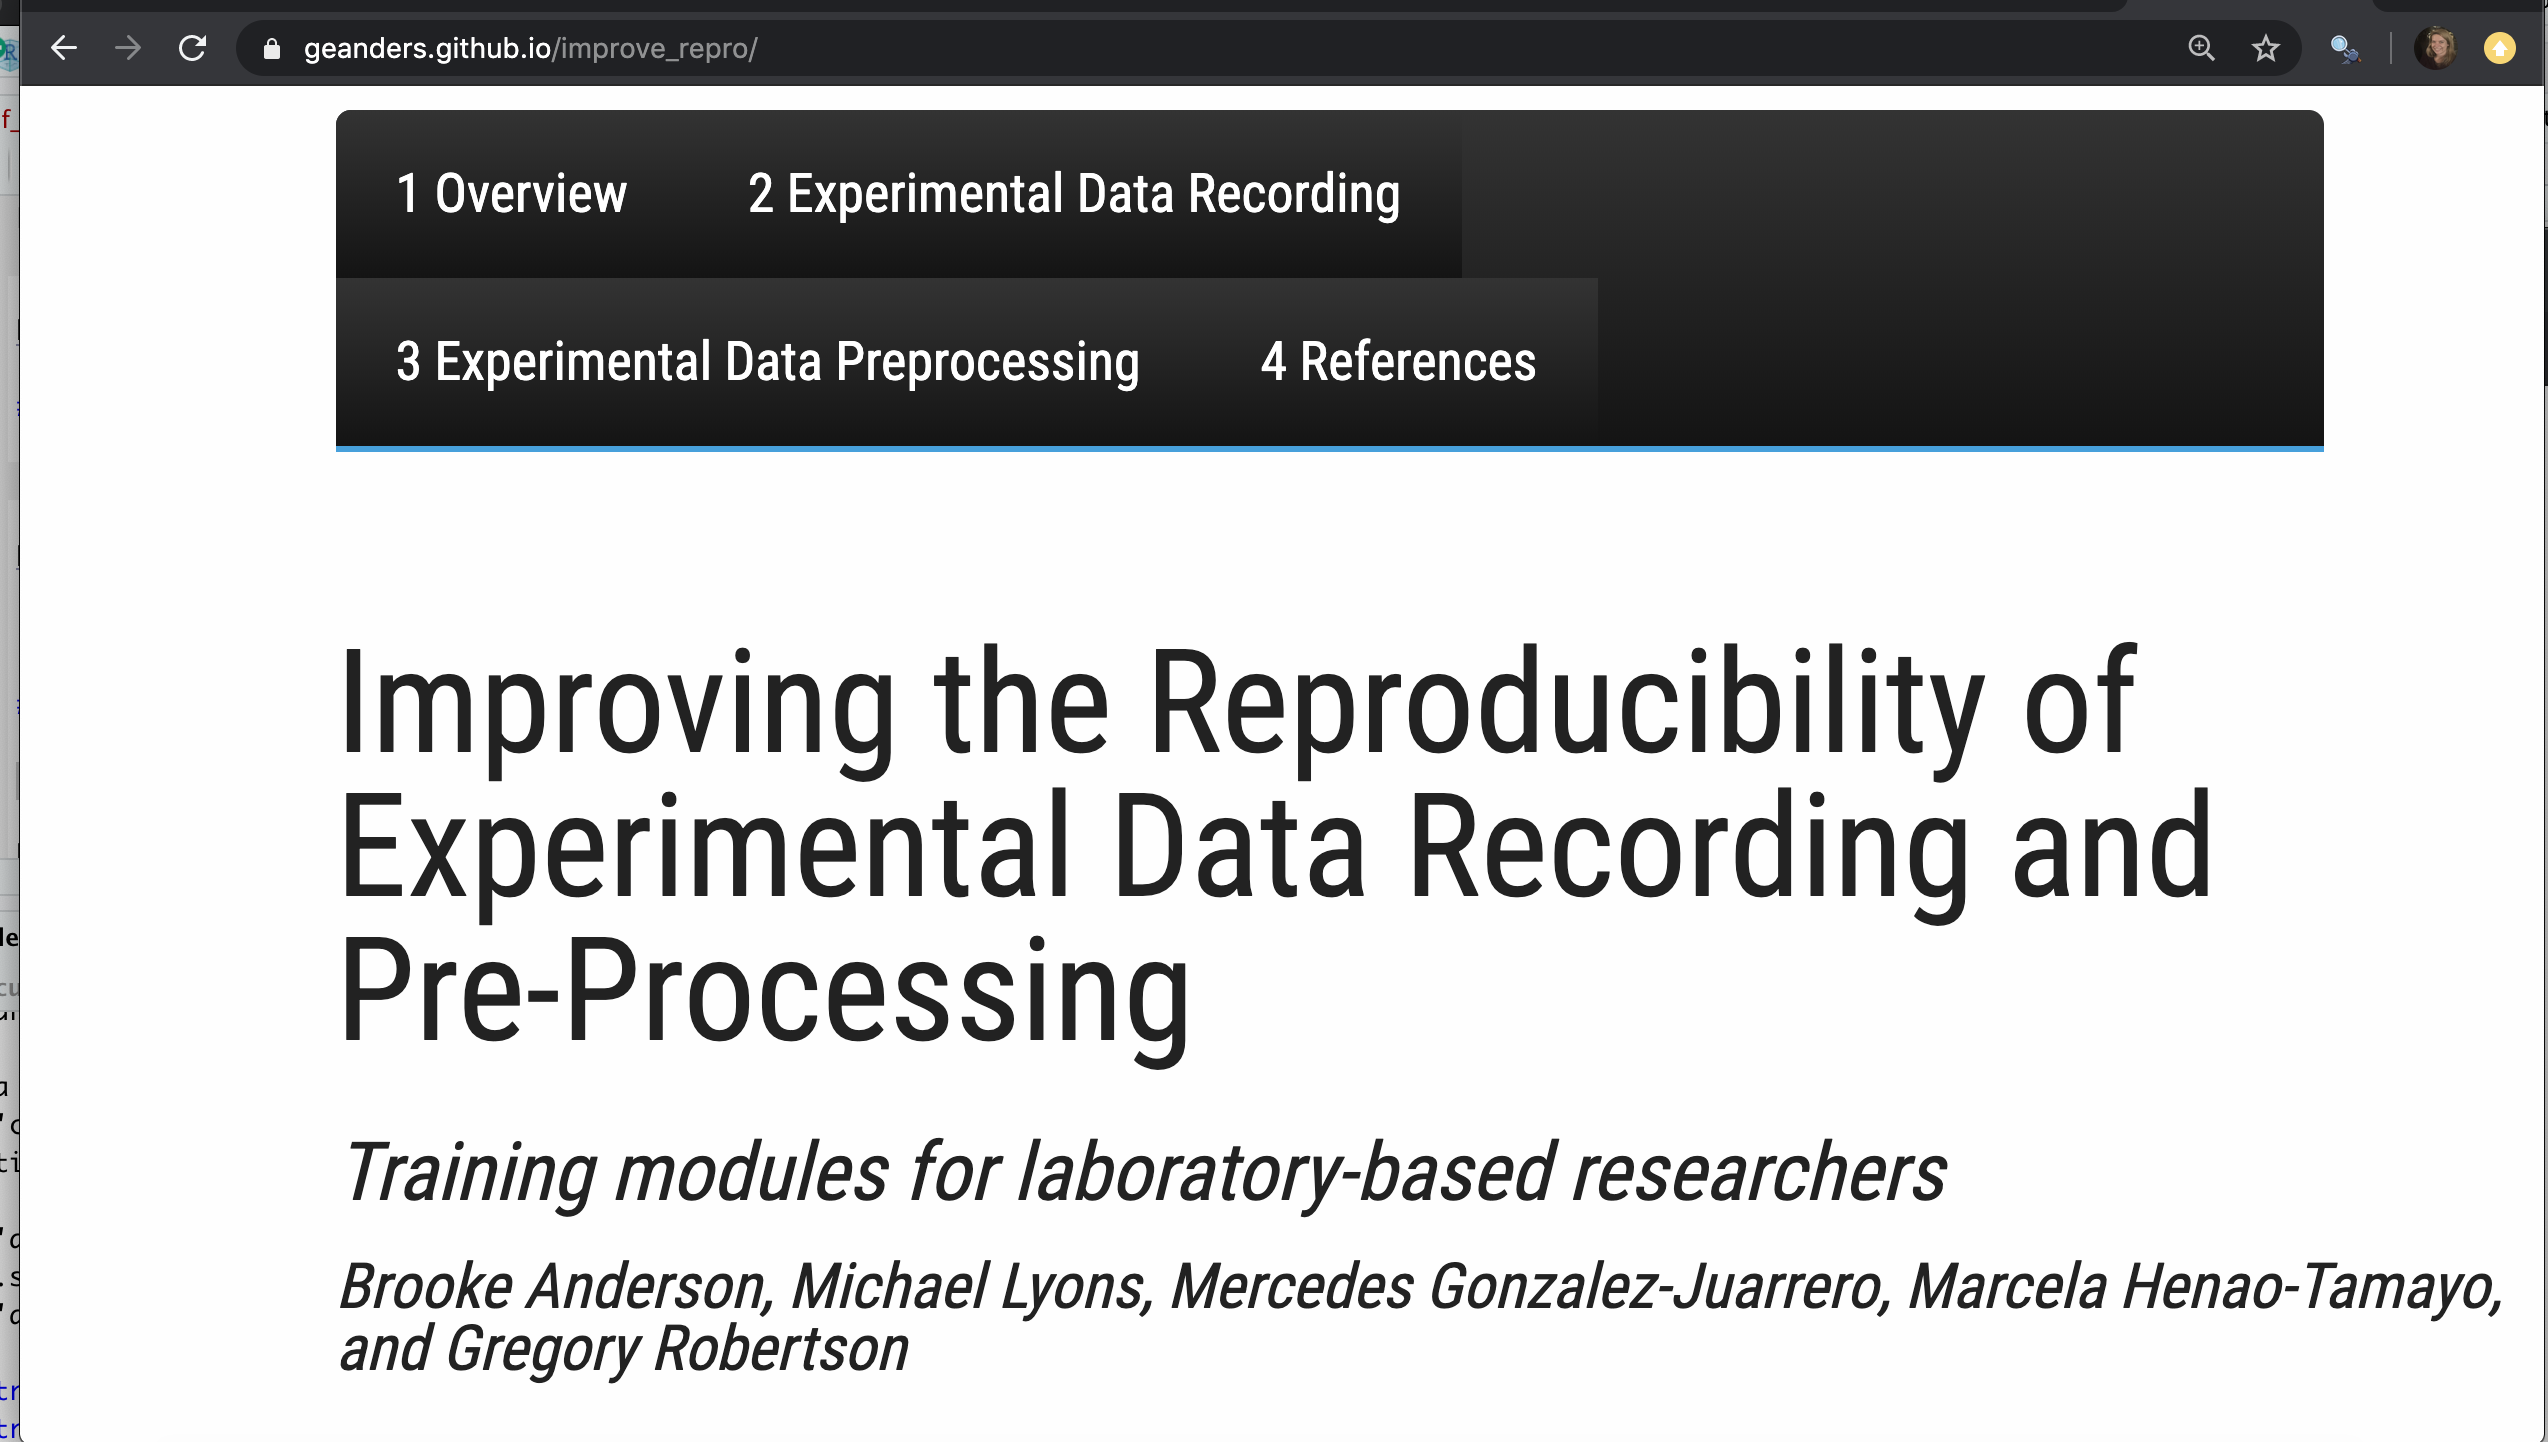 geanders.github.io/improve_repro/
1 Overview 2 Experimental Data Recording
3 Experimental Data Preprocessing 4 References
Improving the Reproducibility of
Experimental Data Recording and
Pre-Processing
Training modules for laboratory-based researchers
Brooke Anderson, Michael Lyons, Mercedes Gonzalez-Juarrero, Marcela Henao-Tamayo,
and Gregory Robertson